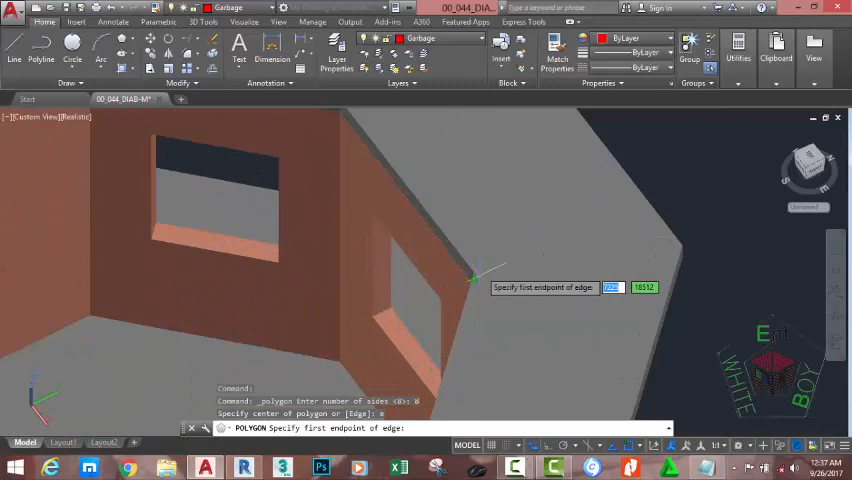 00_044_DIAB-M...
Type a keyword or phrase
Sign In
Garbage
Home Insert Annotate Parametric 3D Tools Visualize View Manage Output Add-ins A360 Featured Apps Express Tools
Garbage
ByLayer
ByLayer
ByLayer
Line Polyline Circle Arc Text Dimension Layer Properties Insert Match Properties Group Utilities Clipboard View
Draw Modify Annotation Layers Block Properties Groups
Start 00_044_DIAB-M*
[−][Custom View][Realistic]
TOP
S N E
Unnamed
Specify first endpoint of edge: 7225 18512
Ent
WHITE
BOY
Command:
Command: _polygon Enter number of sides <8>: 8
Specify center of polygon or [Edge]: e
POLYGON Specify first endpoint of edge:
Model Layout1 Layout2 +
MODEL 1:1
12:37 AM
9/26/2017